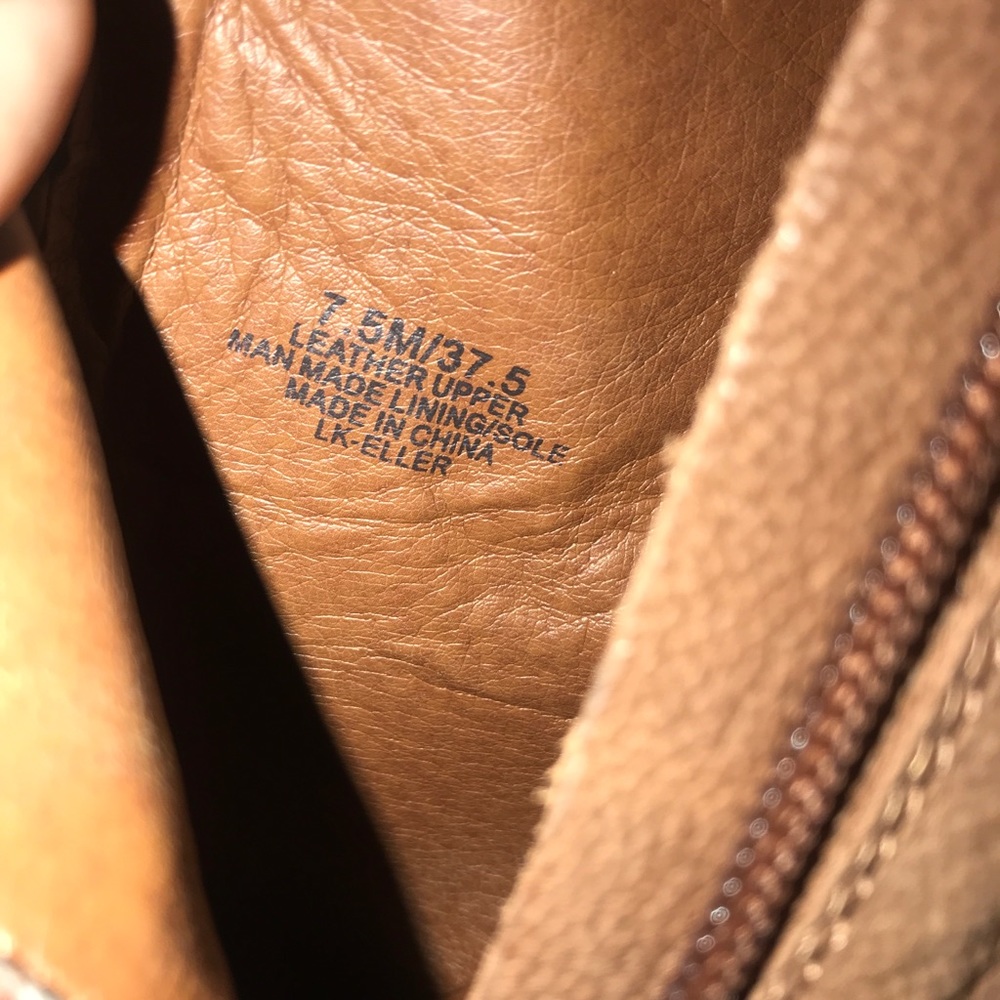 7.5M/37.5
LEATHER UPPER
MAN MADE LINING/SOLE
MADE IN CHINA
LK-ELLER